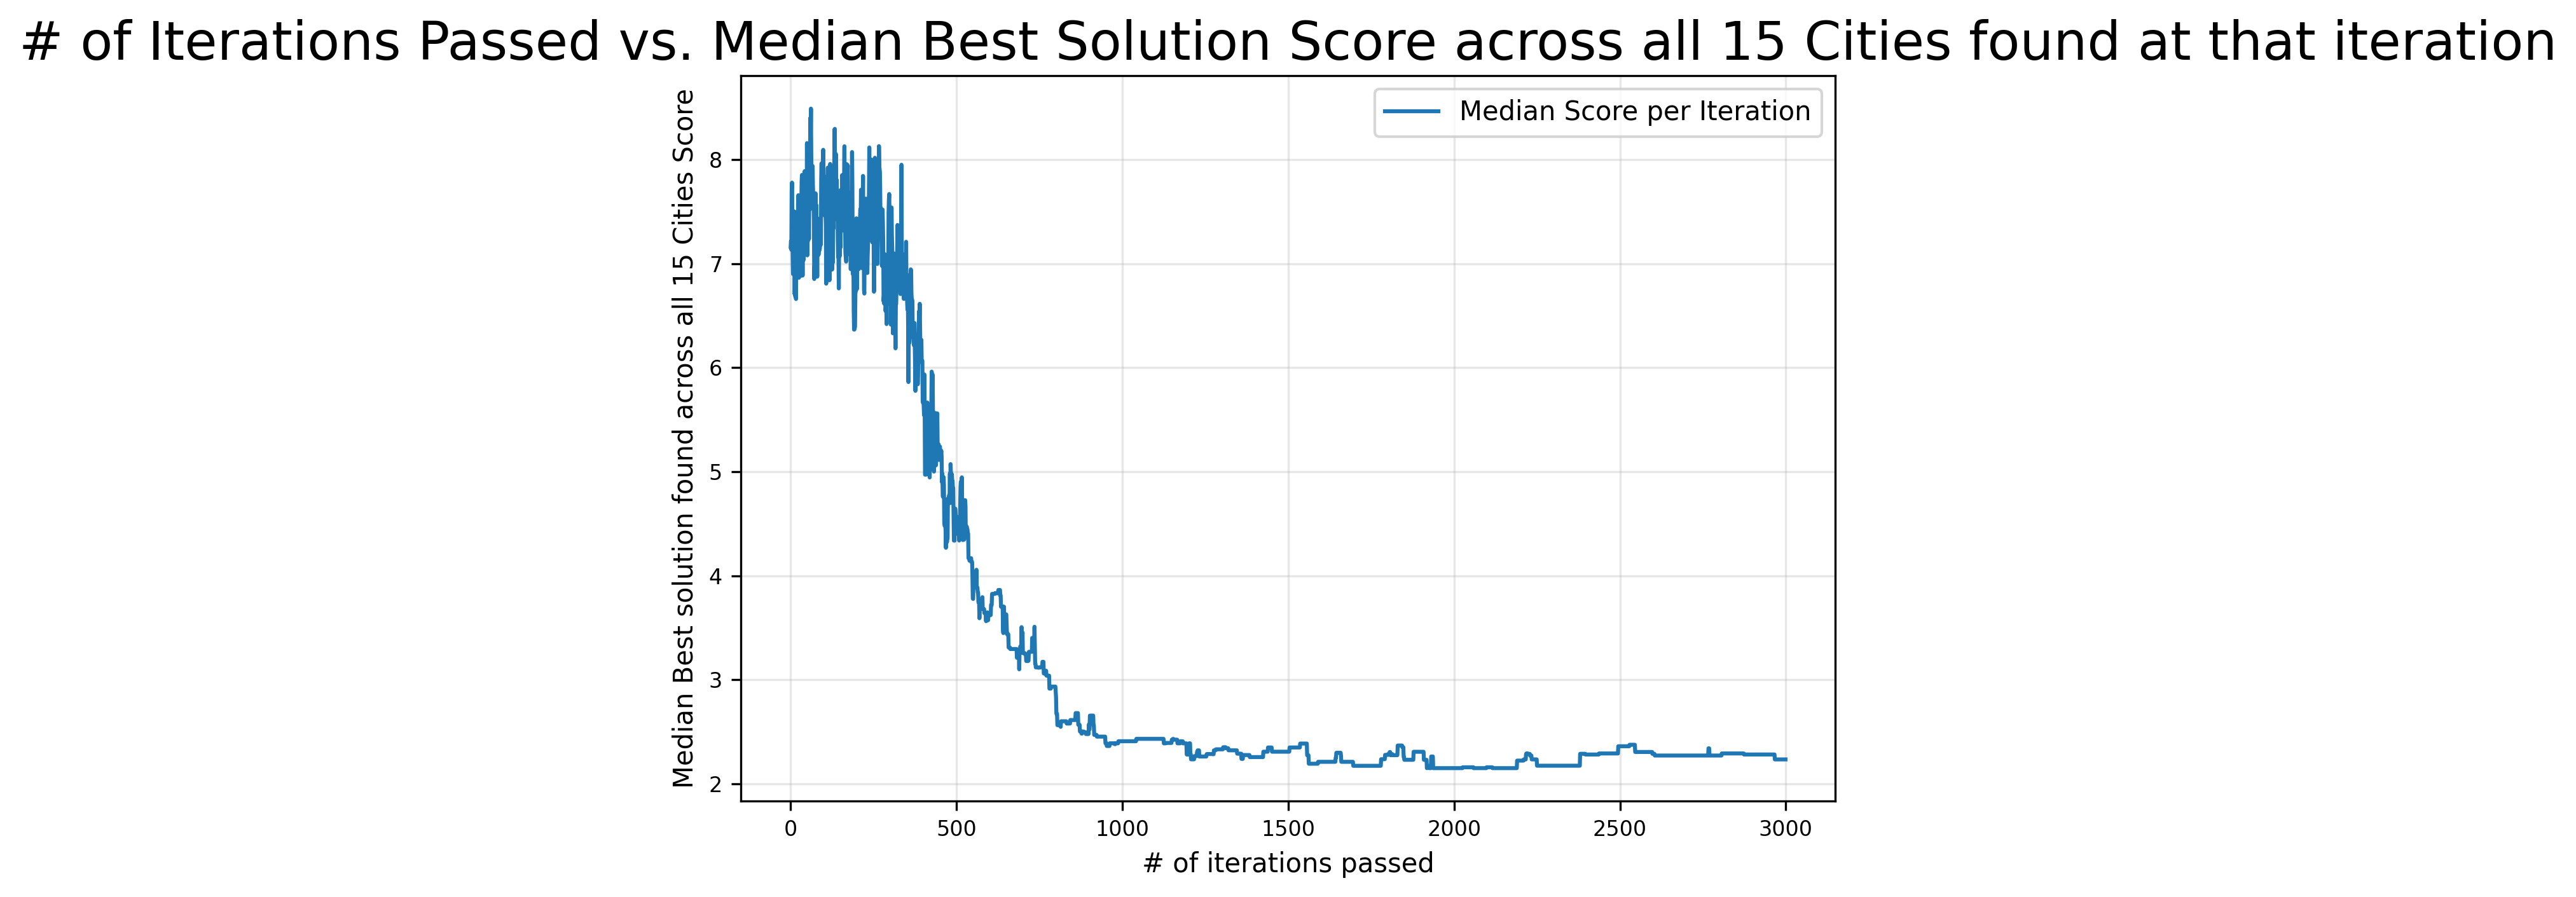 # of Iterations Passed vs. Median Best Solution Score across all 15 Cities found at that iteration
Median Score per Iteration
Median Best solution found across all 15 Cities Score
8
7
6
5
4
3
2
0 500 1000 1500 2000 2500 3000
# of iterations passed